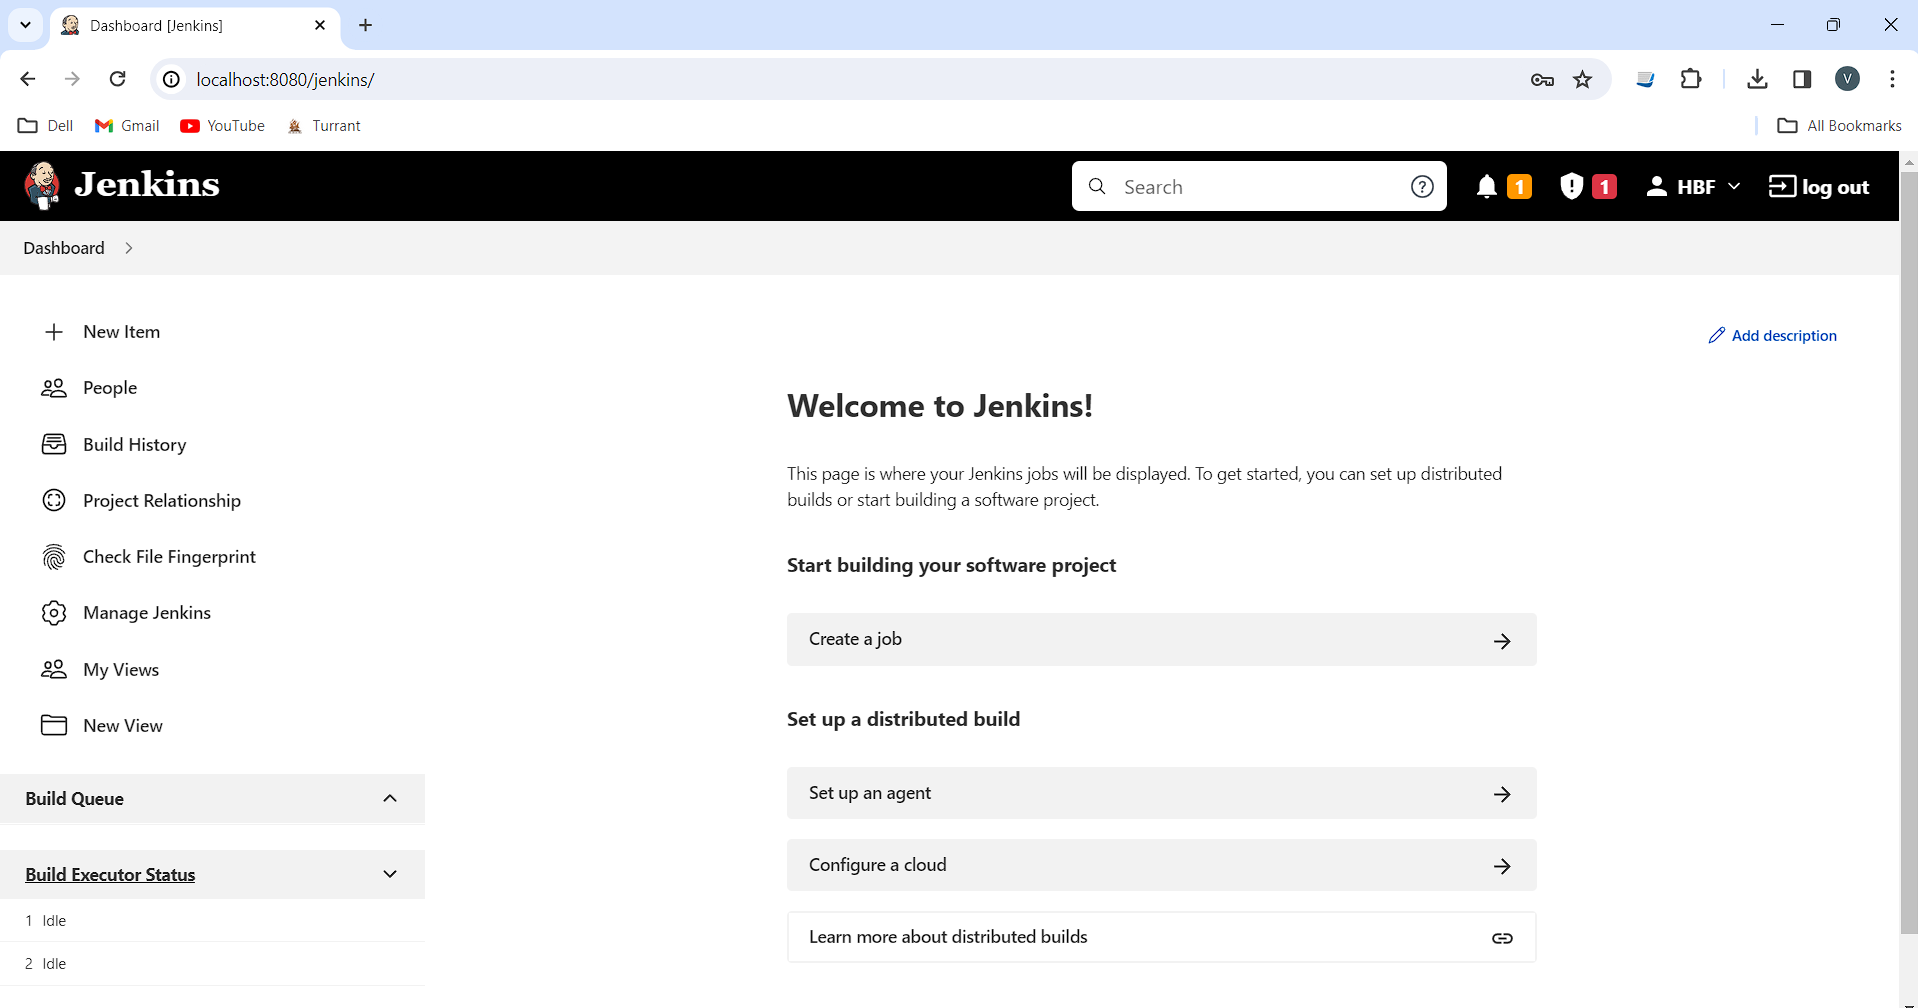 Dashboard [Jenkins]
localhost:8080/jenkins/
V
Dell
Gmail
YouTube
Turrant
All Bookmarks
Jenkins
Search
?
1
1
HBF
log out
Dashboard
New Item
People
Build History
Project Relationship
Check File Fingerprint
Manage Jenkins
My Views
New View
Build Queue
Build Executor Status
1 Idle
2 Idle
Add description
Welcome to Jenkins!
This page is where your Jenkins jobs will be displayed. To get started, you can set up distributed
builds or start building a software project.
Start building your software project
Create a job
Set up a distributed build
Set up an agent
Configure a cloud
Learn more about distributed builds